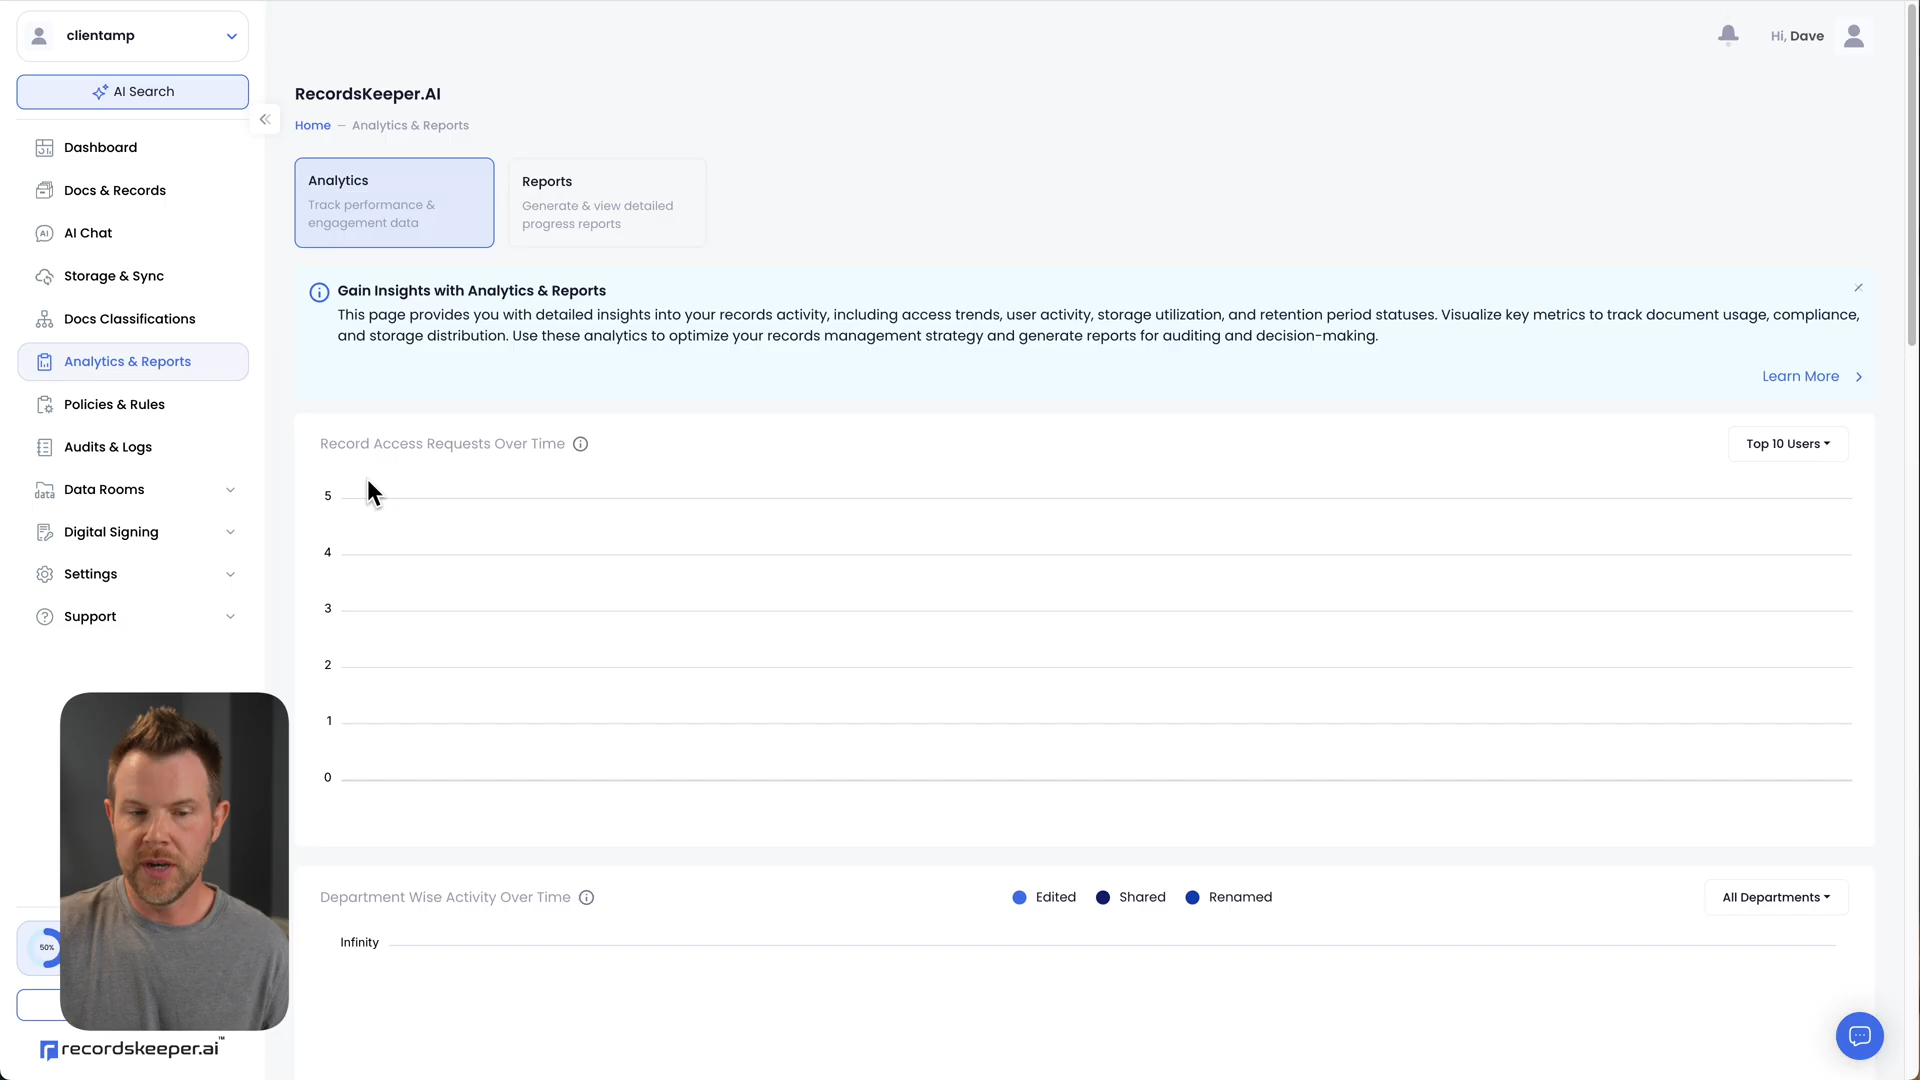 clientamp
Hi, Dave
AI Search
RecordsKeeper.AI
Home – Analytics & Reports
Dashboard
Docs & Records
AI Chat
Storage & Sync
Docs Classifications
Analytics & Reports
Policies & Rules
Audits & Logs
data Data Rooms
Digital Signing
Settings
Support
50%
recordskeeper.ai™
Analytics
Track performance &
engagement data
Reports
Generate & view detailed
progress reports
Gain Insights with Analytics & Reports
This page provides you with detailed insights into your records activity, including access trends, user activity, storage utilization, and retention period statuses. Visualize key metrics to track document usage, compliance,
and storage distribution. Use these analytics to optimize your records management strategy and generate reports for auditing and decision-making.
Learn More
Record Access Requests Over Time
Top 10 Users
5
4
3
2
1
0
Department Wise Activity Over Time
Edited
Shared
Renamed
All Departments
Infinity